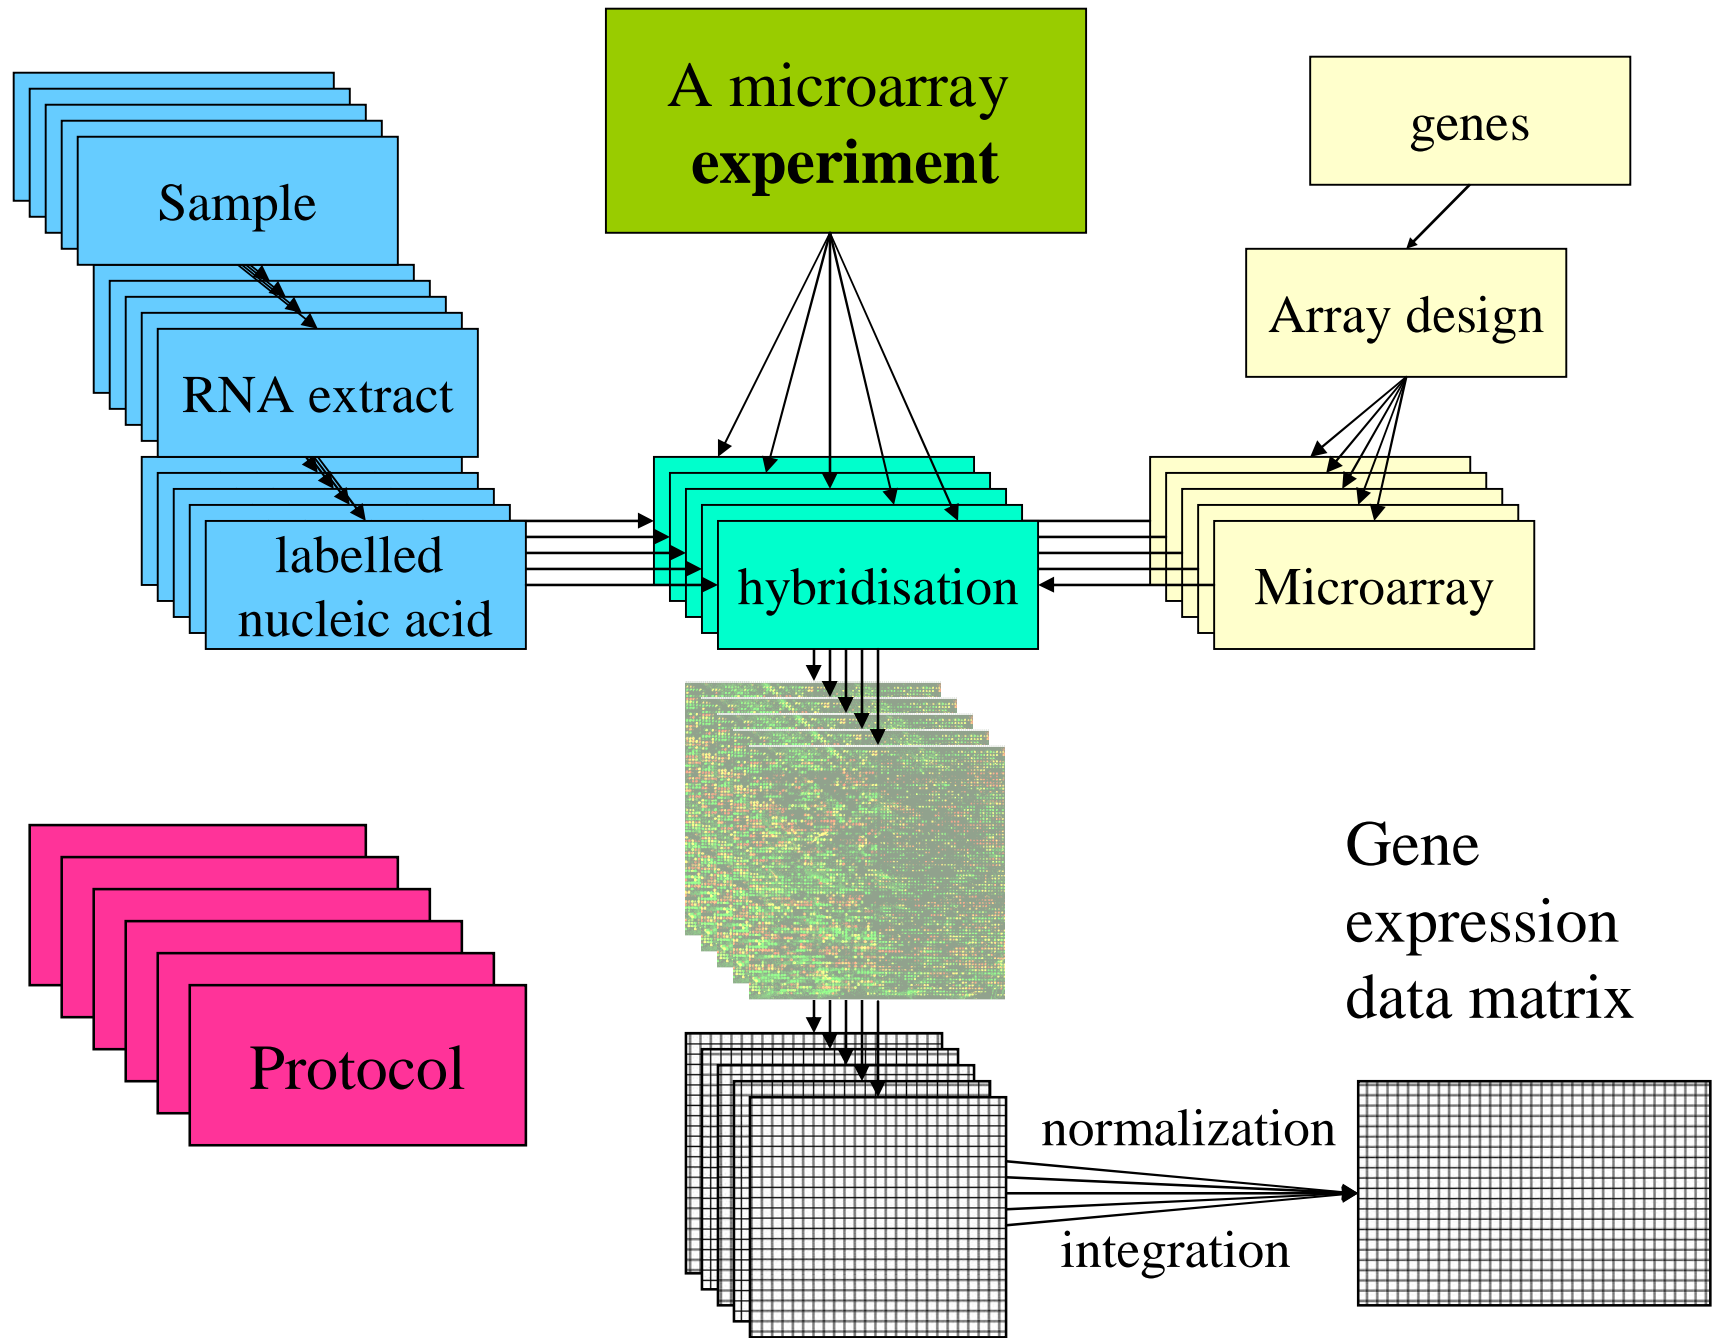 A microarray
experiment
genes
Sample
Array design
RNA extract
labelled
nucleic acid
hybridisation
Microarray
Gene
expression
data matrix
Protocol
normalization
integration